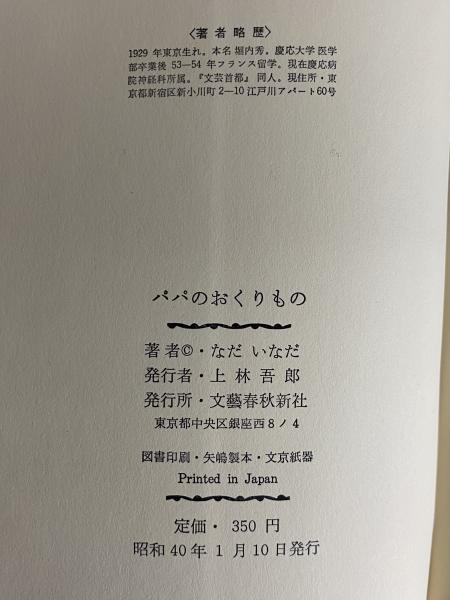 〈著者略歴〉
1929 年東京生れ。本名 堀内秀。慶応大学 医学
部卒業後 53—54 年フランス留学。現在慶応病
院神経科所属。『文芸首都』同人。現住所・東
京都新宿区新小川町2—10 江戸川アパート60号
パパのおくりもの
著者©・なだ いなだ
発行者・上林吾郎
発行所・文藝春秋新社
東京都中央区銀座西8ノ4
図書印刷・矢嶋製本・文京紙器
Printed in Japan
定価・350円
昭和40年1月10日発行